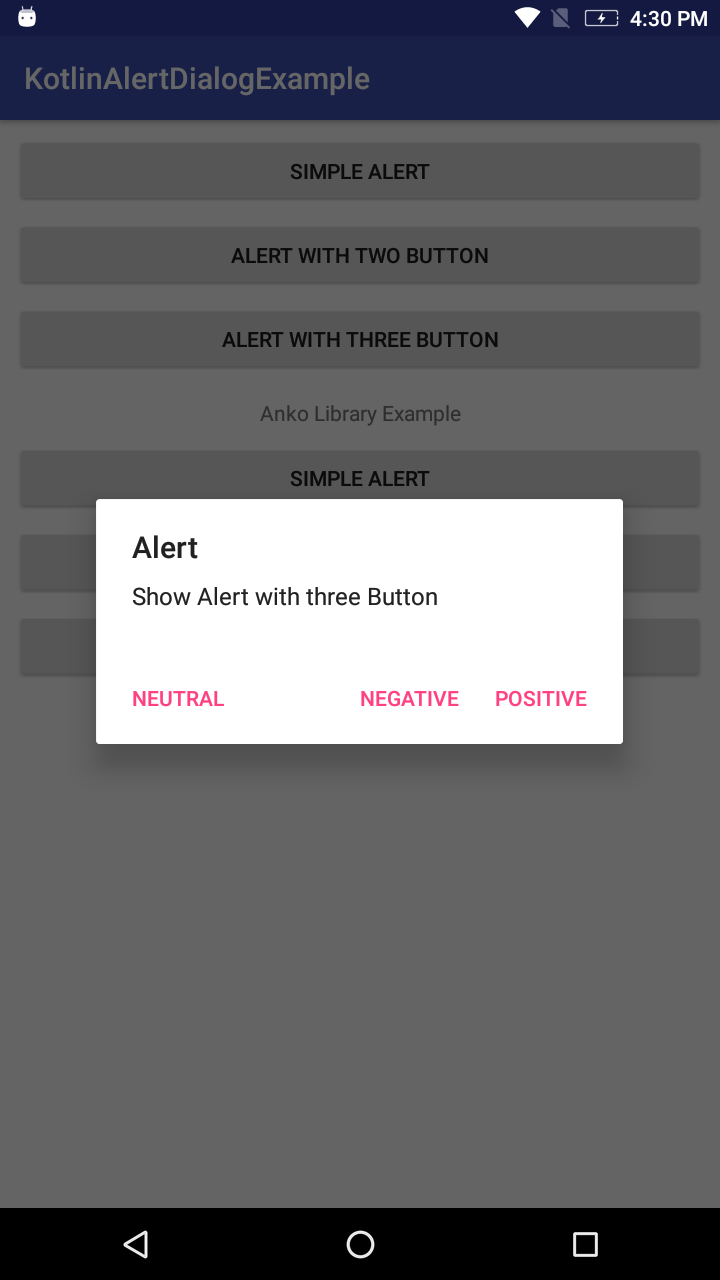 4:30 PM
KotlinAlertDialogExample
SIMPLE ALERT
ALERT WITH TWO BUTTON
ALERT WITH THREE BUTTON
Anko Library Example
SIMPLE ALERT
Alert
Show Alert with three Button
NEUTRAL NEGATIVE POSITIVE